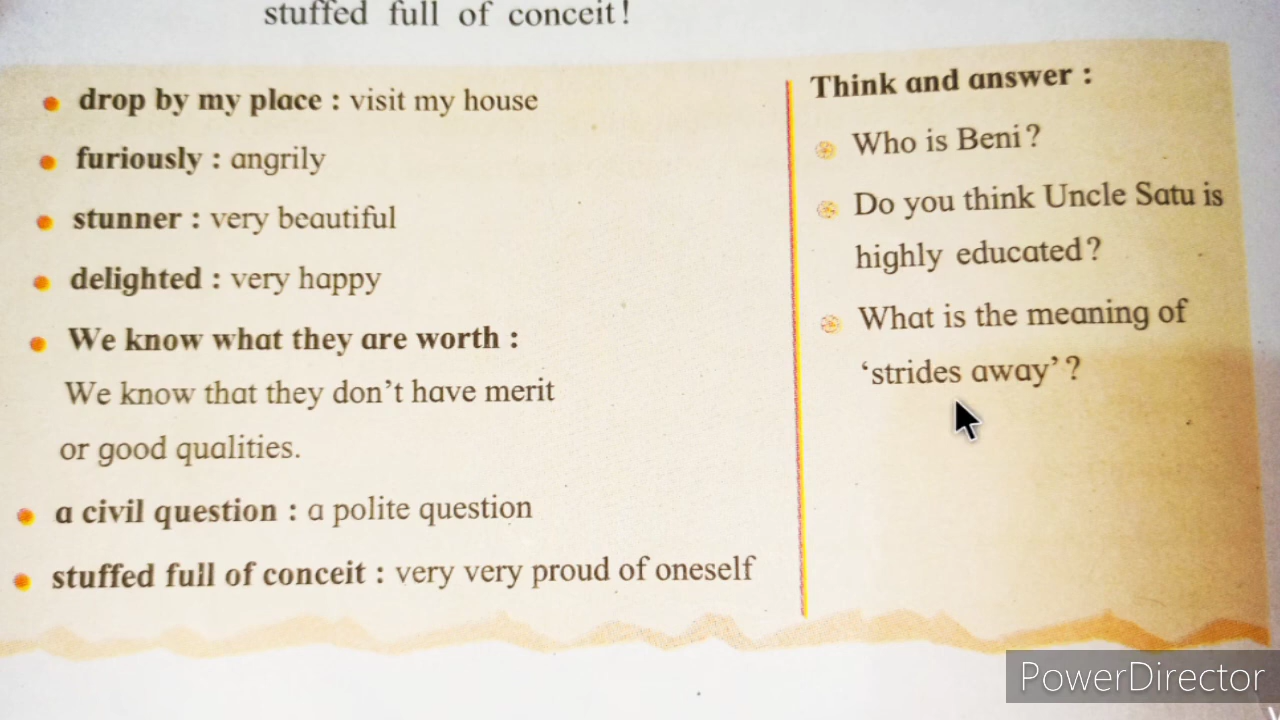 stuffed full of conceit!
• drop by my place : visit my house
• furiously : angrily
• stunner : very beautiful
• delighted : very happy
• We know what they are worth :
We know that they don't have merit
or good qualities.
• a civil question : a polite question
• stuffed full of conceit : very very proud of oneself
Think and answer :
Who is Beni?
Do you think Uncle Satu is
highly educated?
What is the meaning of
'strides away'?
PowerDirector